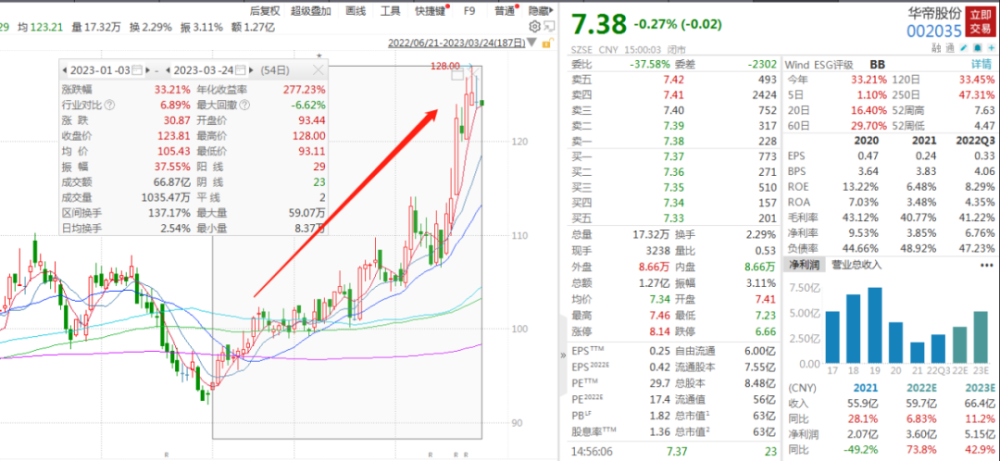 后复权 超级叠加 画线 工具 快捷键 F9 普通 隐藏
29 均 123.21 量 17.32万 换 2.29% 振 3.11% 额 1.27亿
2022/06/21-2023/03/24(187日)
2023-01-03 - 2023-03-24 (54日)
涨跌幅 33.21% 年化收益率 277.23%
行业对比 6.89% 最大回撤 -6.62%
涨 跌 30.87 开盘价 93.44
收盘价 123.81 最高价 128.00
均 价 105.43 最低价 93.11
振 幅 37.55% 阳 线 29
成交额 66.87亿 阴 线 23
成交量 1035.47万 平 线 2
区间换手 137.17% 最大量 59.07万
日均换手 2.54% 最小量 8.37万
128.00
120
110
100
90
7.38 -0.27% (-0.02)
SZSE CNY 15:00:03 闭市
华帝股份
002035
立即
交易
融 通
委比 -37.58% 委差 -2302
卖五 7.42 493
卖四 7.41 2424
卖三 7.40 752
卖二 7.39 317
卖一 7.38 228
买一 7.37 773
买二 7.36 271
买三 7.35 510
买四 7.34 157
买五 7.33 201
总量 17.32万 换手 2.29%
现手 3238 量比 0.53
外盘 8.66万 内盘 8.66万
总额 1.27亿 振幅 3.11%
均价 7.34 开盘 7.41
最高 7.46 最低 7.23
涨停 8.14 跌停 6.66
EPS TTM 0.25 自由流通 6.00亿
EPS 2022E 0.42 流通股本 7.55亿
PE TTM 29.7 总股本 8.48亿
PE 2022E 17.4 流通值 56亿
PB LF 1.82 总市值1 63亿
股息率 TTM 1.36 总市值2 63亿
14:56:06 7.37 23
Wind ESG评级 BB 详情
今年 33.21% 120日 33.45%
5日 1.10% 250日 47.31%
20日 16.40% 52周高 7.63
60日 29.70% 52周低 4.47
2020 2021 2022Q3
EPS 0.47 0.24 0.33
BPS 3.64 3.83 4.06
ROE 13.22% 6.48% 8.29%
ROA 7.03% 3.48% 4.35%
毛利率 43.12% 40.77% 41.22%
净利率 9.53% 3.85% 6.76%
负债率 44.66% 48.92% 47.23%
净利润 营业总收入
7.50亿
5.00亿
2.50亿
0.00
17 18 19 20 21 22Q3 22E 23E
(CNY) 2021 2022E 2023E
收入 55.9亿 59.7亿 66.4亿
同比 28.1% 6.83% 11.2%
净利润 2.07亿 3.60亿 5.15亿
同比 -49.2% 73.8% 42.9%